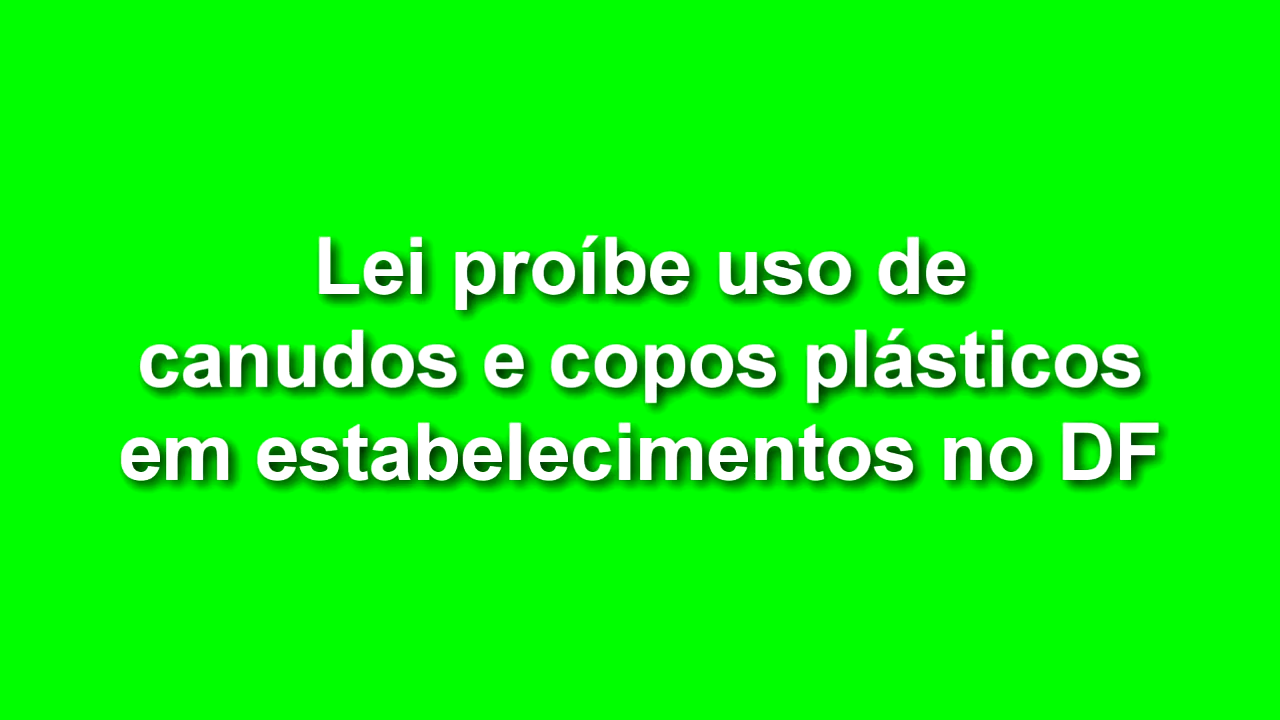 Lei proíbe uso de
canudos e copos plásticos
em estabelecimentos no DF